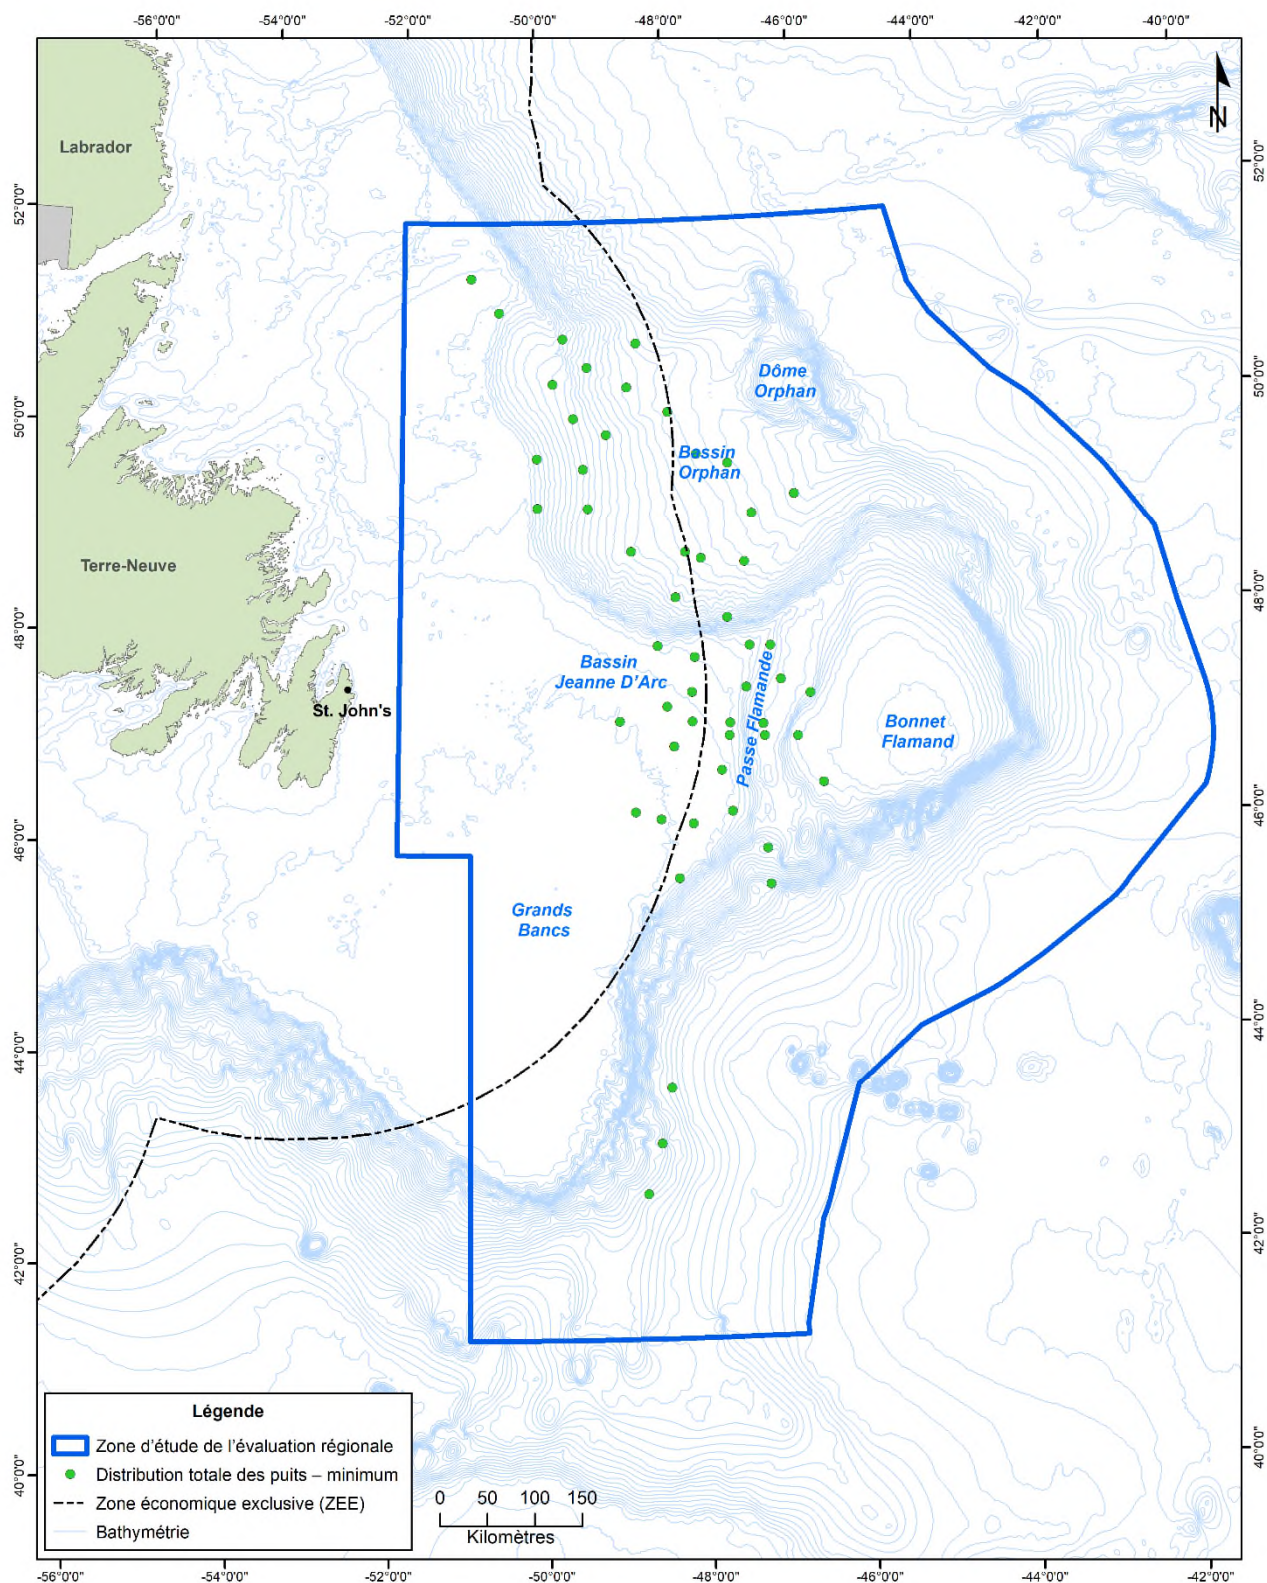 -56°0'0" -54°0'0" -52°0'0" -50°0'0" -48°0'0" -46°0'0" -44°0'0" -42°0'0" -40°0'0"
N
Labrador
52°0'0" 52°0'0"
Dôme
Orphan
50°0'0" 50°0'0"
Bassin
Orphan
Terre-Neuve
48°0'0" 48°0'0"
Bassin
Jeanne D'Arc
St. John's
Passe Flamande
Bonnet
Flamand
46°0'0" 46°0'0"
Grands
Bancs
44°0'0" 44°0'0"
42°0'0" 42°0'0"
40°0'0" 40°0'0"
Légende
Zone d'étude de l'évaluation régionale
Distribution totale des puits – minimum
Zone économique exclusive (ZEE)
Bathymétrie
0 50 100 150
Kilomètres
-56°0'0" -54°0'0" -52°0'0" -50°0'0" -48°0'0" -46°0'0" -44°0'0" -42°0'0"